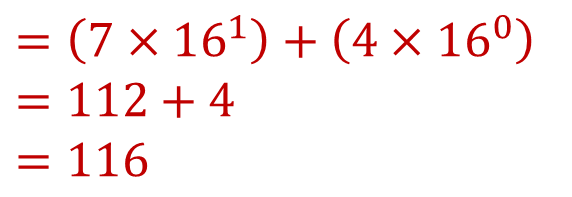 = (7 × 16¹) + (4 × 16⁰)
= 112 + 4
= 116